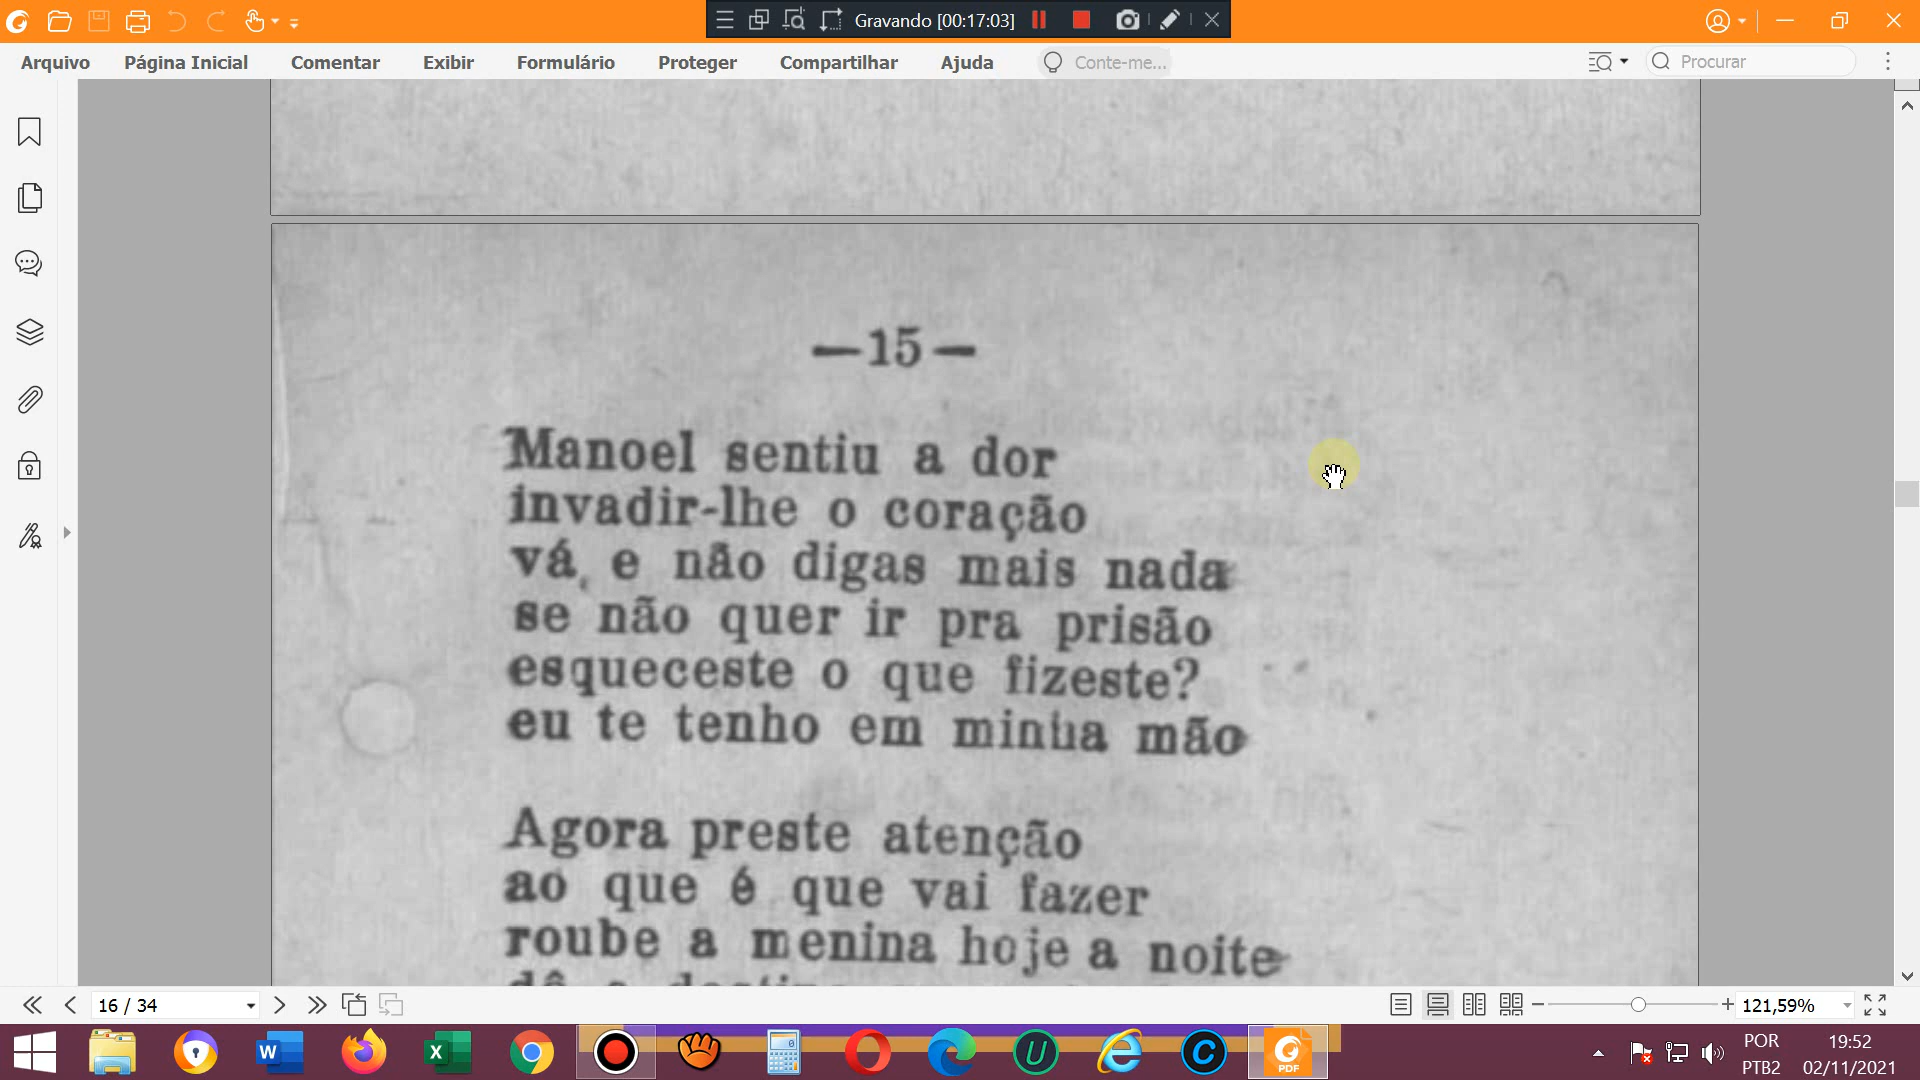 Gravando [00:17:03]
Arquivo Página Inicial Comentar Exibir Formulário Proteger Compartilhar Ajuda Conte-me... Procurar
—15—
Manoel sentiu a dor
invadir-lhe o coração
vá, e não digas mais nada
se não quer ir pra prisão
esqueceste o que fizeste?
eu te tenho em minha mão
Agora preste atenção
ao que é que vai fazer
roube a menina hoje a noite
16 / 34
121,59%
POR 19:52
PTB2 02/11/2021